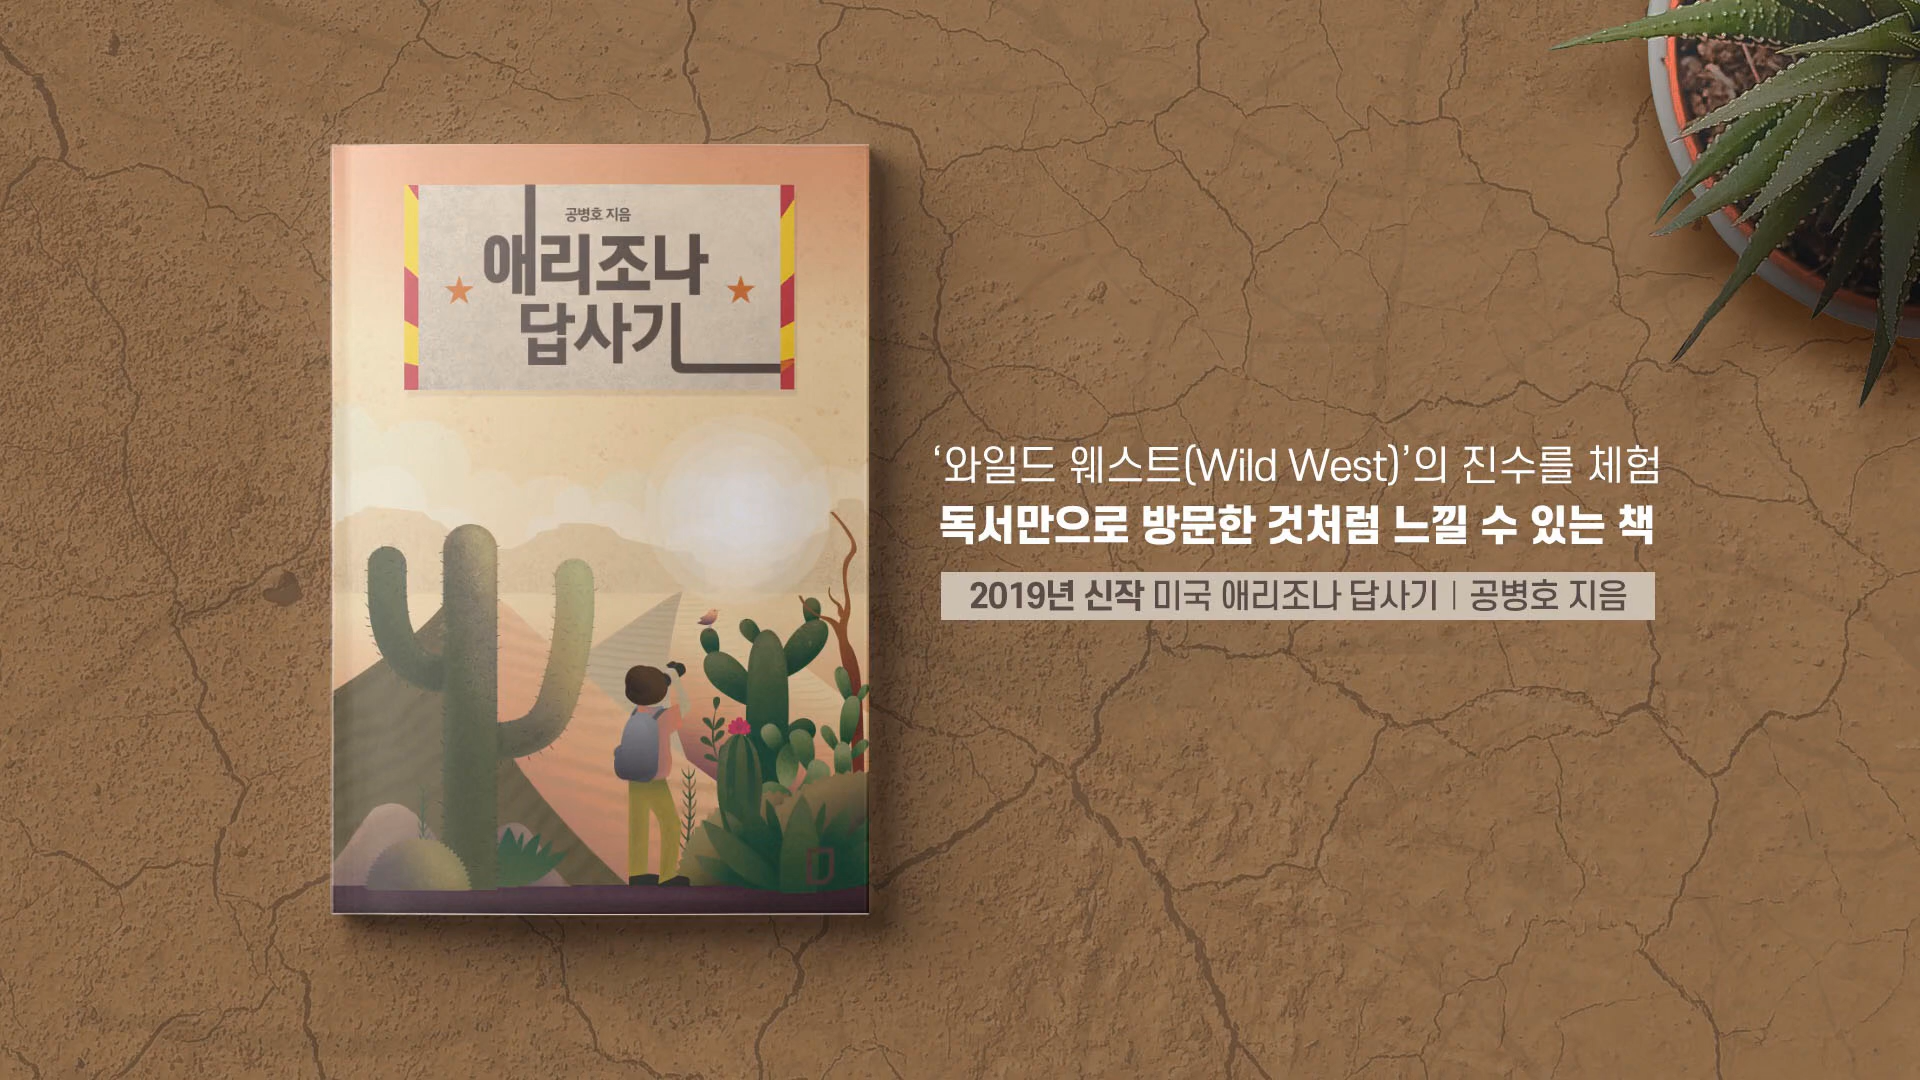 공병호 지음
애리조나
답사기
‘와일드 웨스트(Wild West)’의 진수를 체험
독서만으로 방문한 것처럼 느낄 수 있는 책
2019년 신작 미국 애리조나 답사기 | 공병호 지음